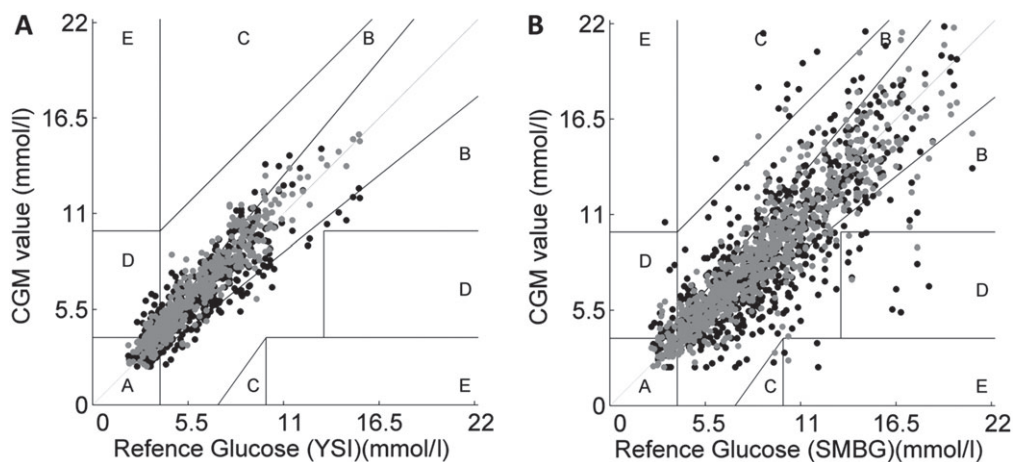 A
B
22
16.5
11
5.5
0
CGM value (mmol/l)
E
C
B
B
D
D
A
C
E
0
5.5
11
16.5
22
Refence Glucose (YSI)(mmol/l)
22
16.5
11
5.5
0
CGM value (mmol/l)
E
C
B
B
D
D
A
C
E
0
5.5
11
16.5
22
Refence Glucose (SMBG)(mmol/l)